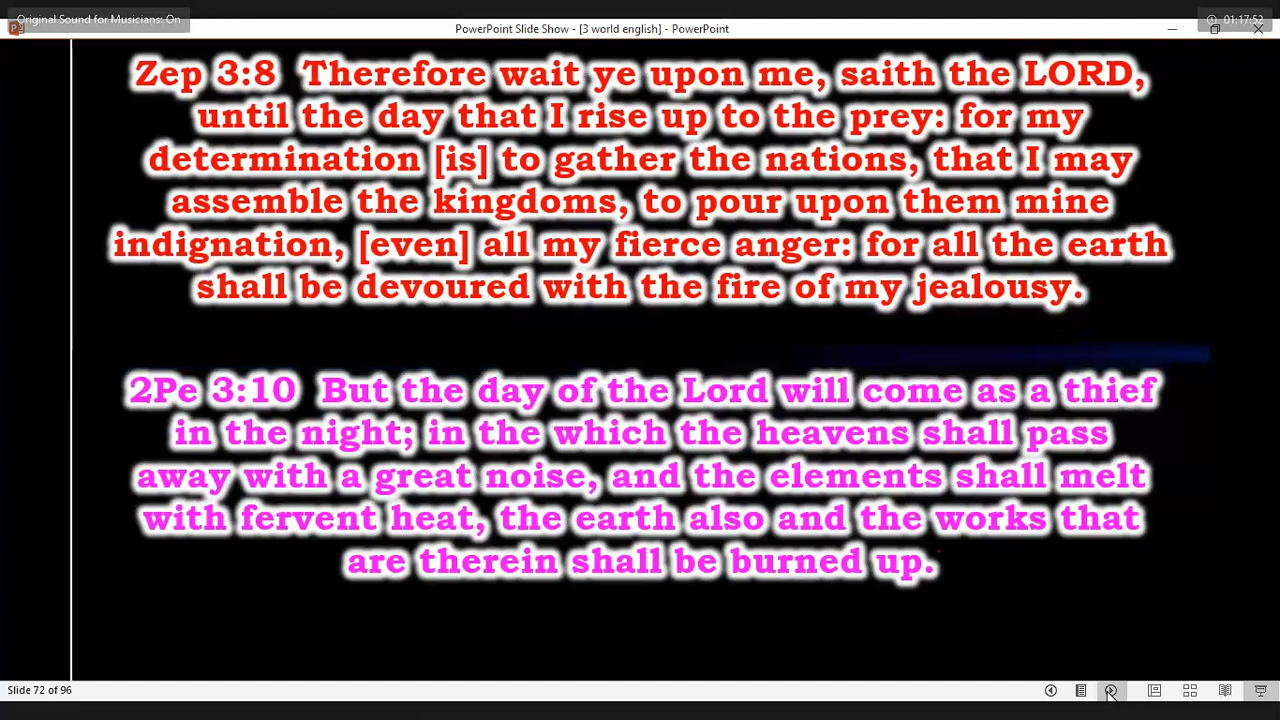 Original Sound for Musicians: On
01:17:52
PowerPoint Slide Show - [3 world english] - PowerPoint
Zep 3:8 Therefore wait ye upon me, saith the LORD,
until the day that I rise up to the prey: for my
determination [is] to gather the nations, that I may
assemble the kingdoms, to pour upon them mine
indignation, [even] all my fierce anger: for all the earth
shall be devoured with the fire of my jealousy.
2Pe 3:10 But the day of the Lord will come as a thief
in the night; in the which the heavens shall pass
away with a great noise, and the elements shall melt
with fervent heat, the earth also and the works that
are therein shall be burned up.
Slide 72 of 96